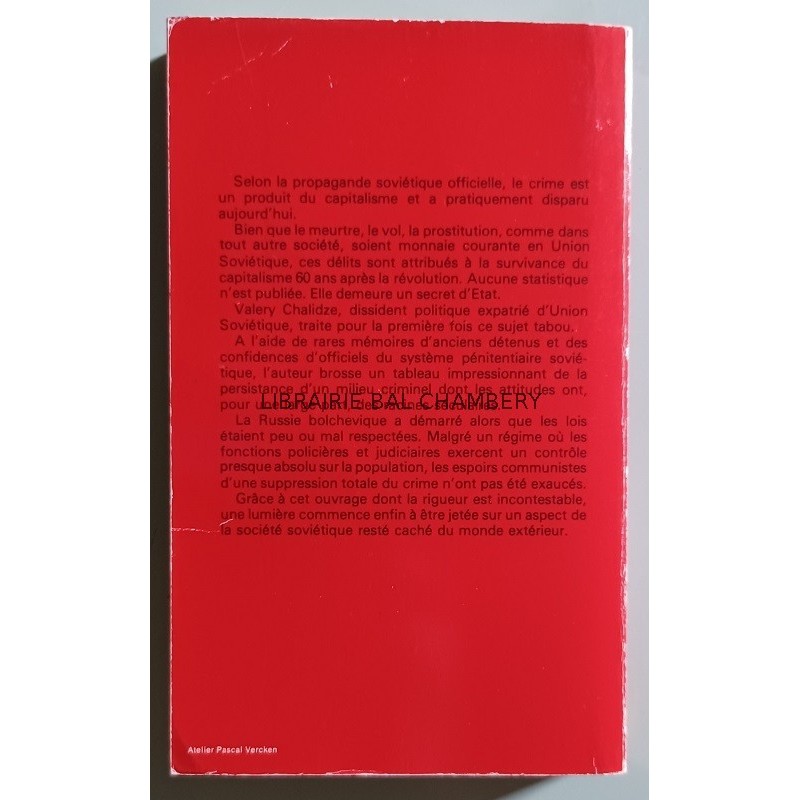 Selon la propagande soviétique officielle, le crime est
un produit du capitalisme et a pratiquement disparu
aujourd'hui.
Bien que le meurtre, le vol, la prostitution, comme dans
tout autre société, soient monnaie courante en Union
Soviétique, ces délits sont attribués à la survivance du
capitalisme 60 ans après la révolution. Aucune statistique
n'est publiée. Elle demeure un secret d'Etat.
Valery Chalidze, dissident politique expatrié d'Union
Soviétique, traite pour la première fois ce sujet tabou.
A l'aide de rares mémoires d'anciens détenus et des
confidences d'officiels du système pénitentiaire sovié-
tique, l'auteur brosse un tableau impressionnant de la
persistance d'un milieu criminel dont les attitudes ont,
LIBRAIRIE BAL CHAMBERY
pour une large part, des racines séculaires.
La Russie bolchevique a démarré alors que les lois
étaient peu ou mal respectées. Malgré un régime où les
fonctions policières et judiciaires exercent un contrôle
presque absolu sur la population, les espoirs communistes
d'une suppression totale du crime n'ont pas été exaucés.
Grâce à cet ouvrage dont la rigueur est incontestable,
une lumière commence enfin à être jetée sur un aspect de
la société soviétique resté caché du monde extérieur.
Atelier Pascal Vercken